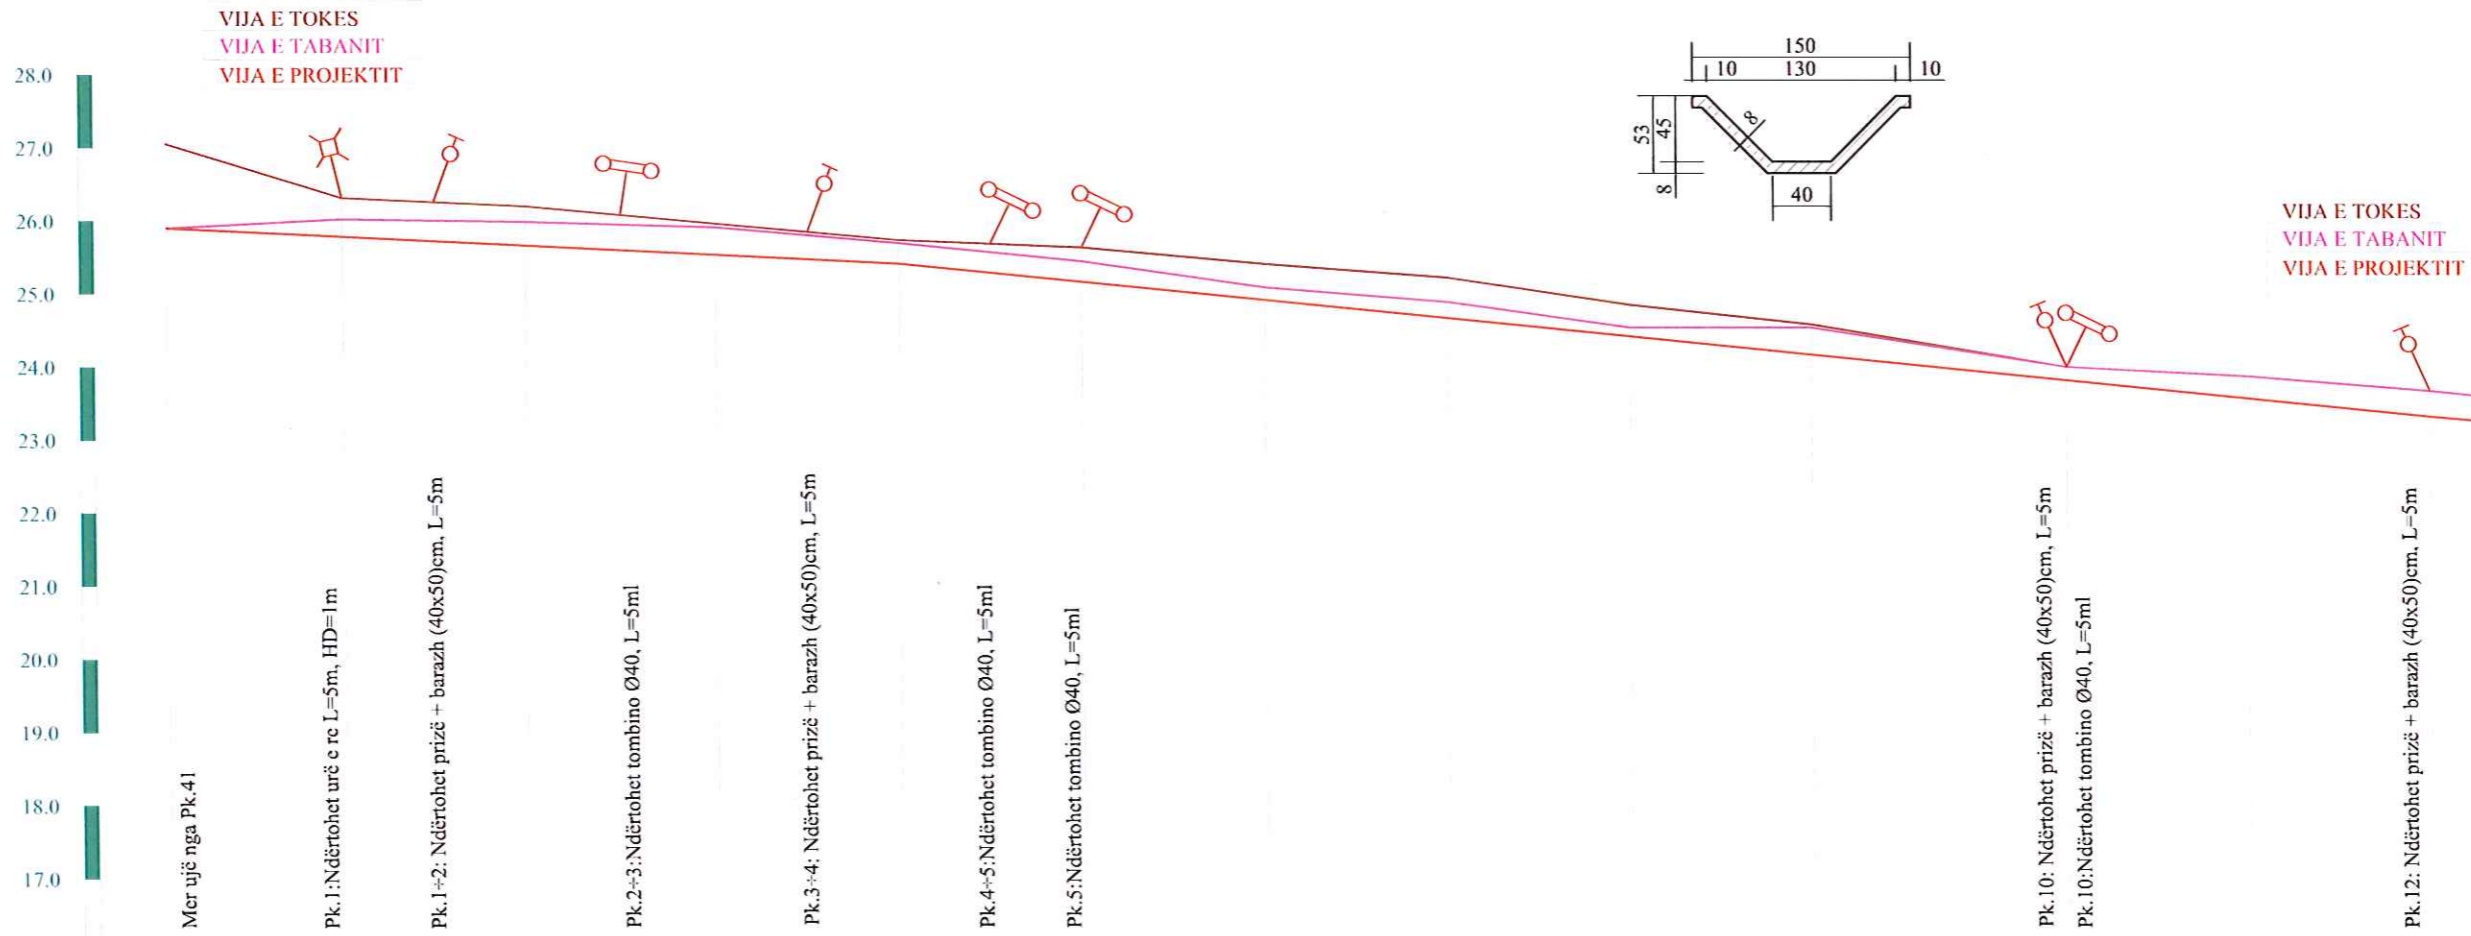 VIJA E TOKES
VIJA E TABANIT
VIJA E PROJEKTIT
28.0
27.0
26.0
25.0
24.0
23.0
22.0
21.0
20.0
19.0
18.0
17.0
150
10 130 10
53
45
8
8
40
VIJA E TOKES
VIJA E TABANIT
VIJA E PROJEKTIT
Mer ujë nga Pk.41
Pk.1:Ndërtohet urë e re L=5m, HD=1m
Pk.1÷2: Ndërtohet prizë + barazh (40x50)cm, L=5m
Pk.2÷3:Ndërtohet tombino Ø40, L=5ml
Pk.3÷4: Ndërtohet prizë + barazh (40x50)cm, L=5m
Pk.4÷5:Ndërtohet tombino Ø40, L=5ml
Pk.5:Ndërtohet tombino Ø40, L=5ml
Pk.10: Ndërtohet prizë + barazh (40x50)cm, L=5m
Pk.10:Ndërtohet tombino Ø40, L=5ml
Pk.12: Ndërtohet prizë + barazh (40x50)cm, L=5m